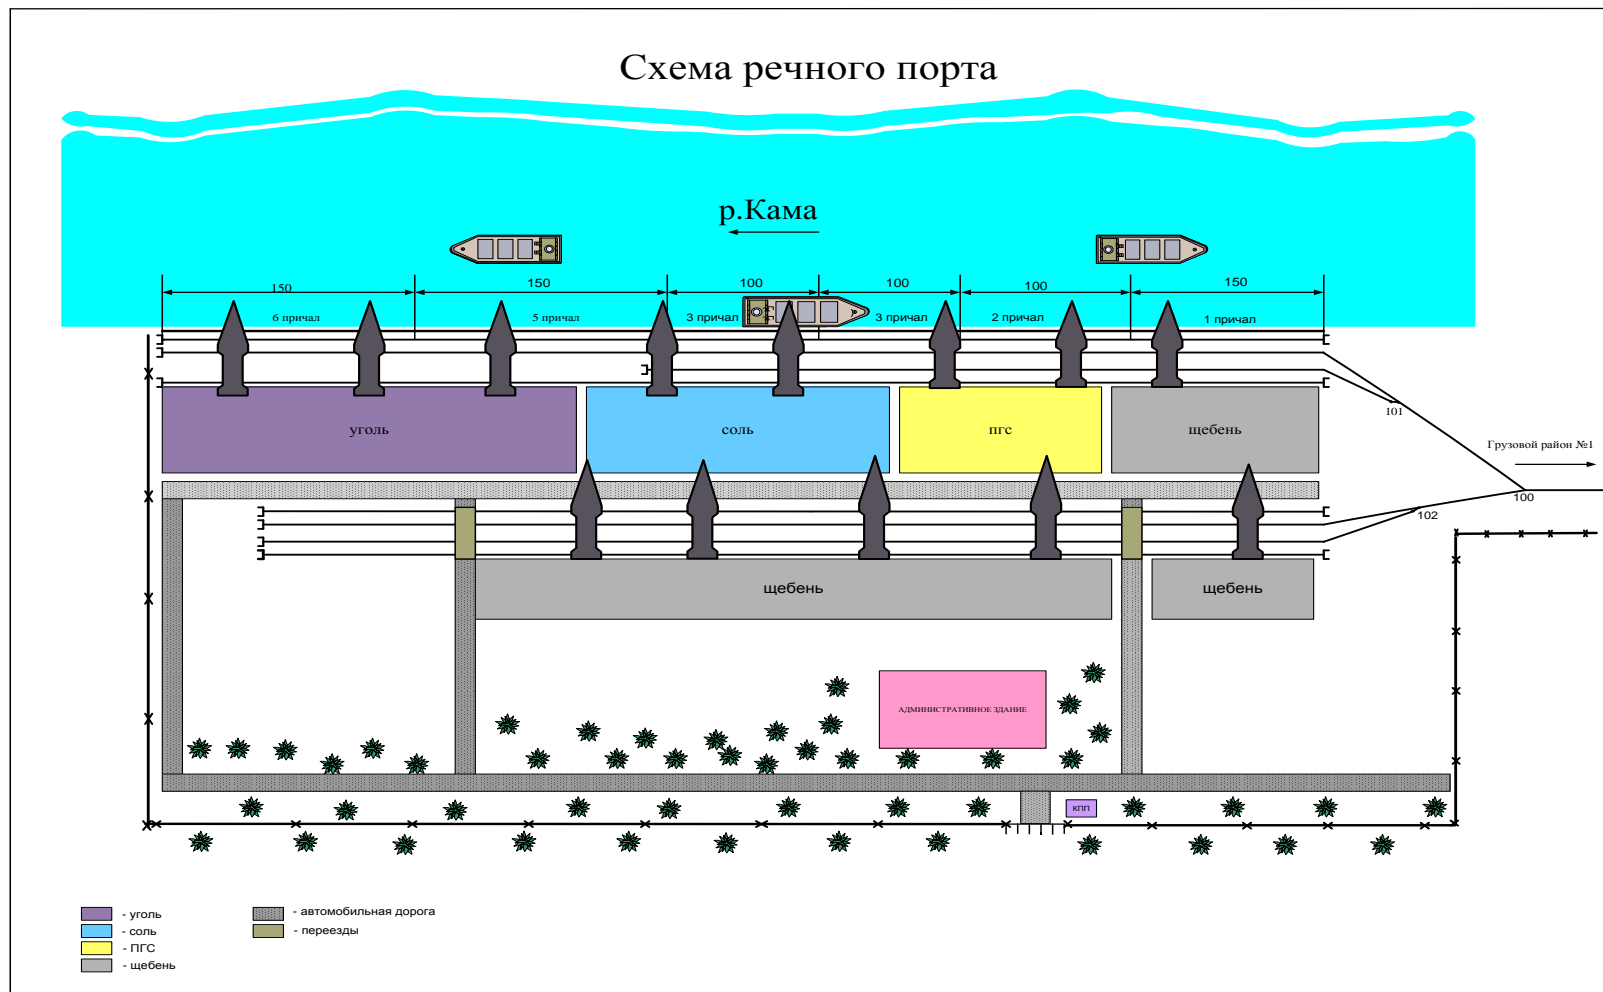 Схема речного порта
р.Кама
150
150
100
100
100
150
6 причал
5 причал
3 причал
3 причал
2 причал
1 причал
уголь
соль
пгс
щебень
101
Грузовой район №1
100
102
щебень
щебень
АДМИНИСТРАТИВНОЕ ЗДАНИЕ
КПП
- уголь
- соль
- ПГС
- щебень
- автомобильная дорога
- переезды